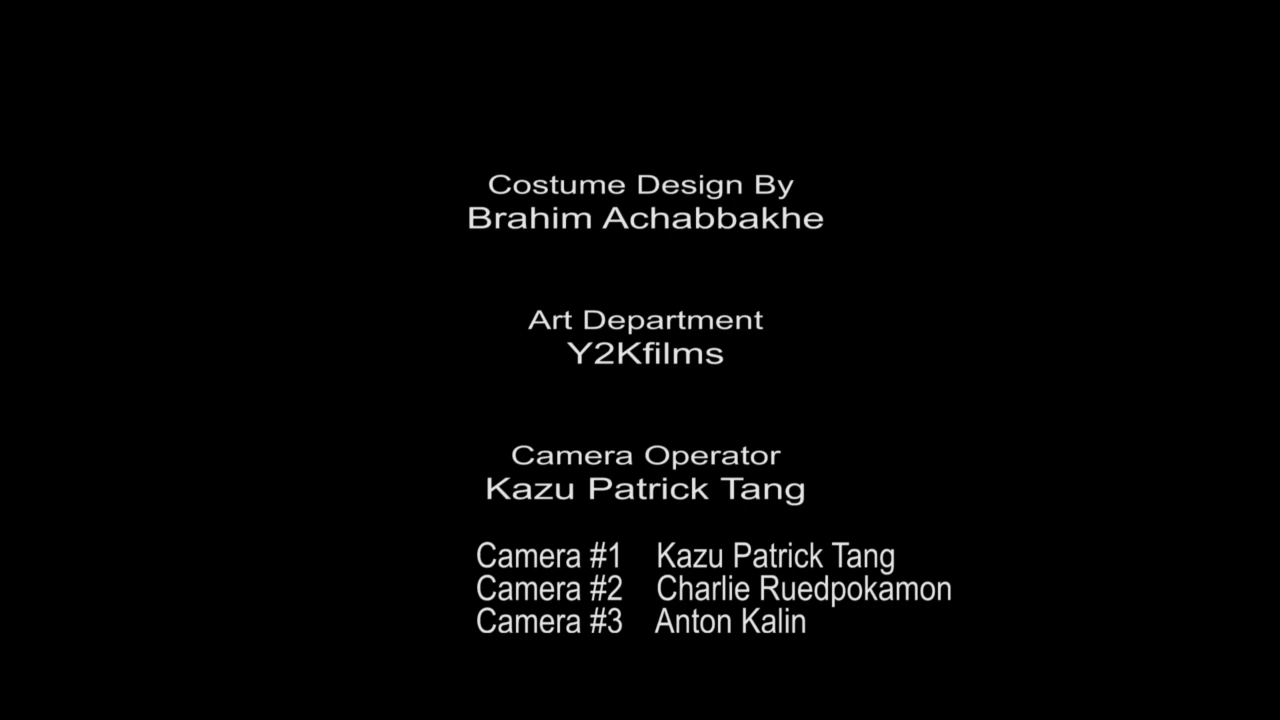 Costume Design By
Brahim Achabbakhe
Art Department
Y2Kfilms
Camera Operator
Kazu Patrick Tang
Camera #1 Kazu Patrick Tang
Camera #2 Charlie Ruedpokamon
Camera #3 Anton Kalin